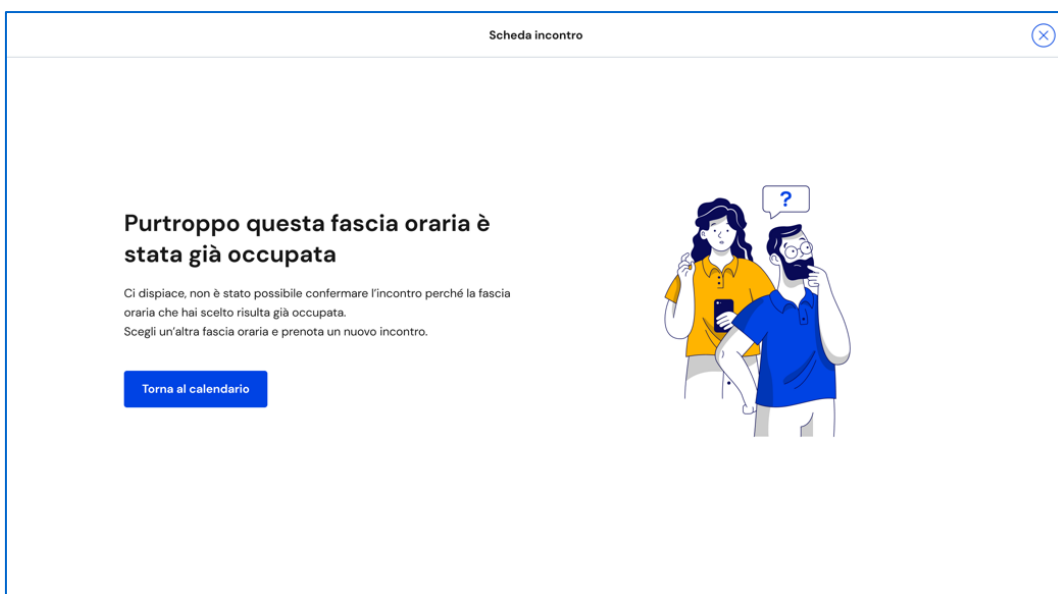 Scheda incontro
?
Purtroppo questa fascia oraria è
stata già occupata
Ci dispiace, non è stato possibile confermare l'incontro perché la fascia
oraria che hai scelto risulta già occupata.
Scegli un'altra fascia oraria e prenota un nuovo incontro.
Torna al calendario